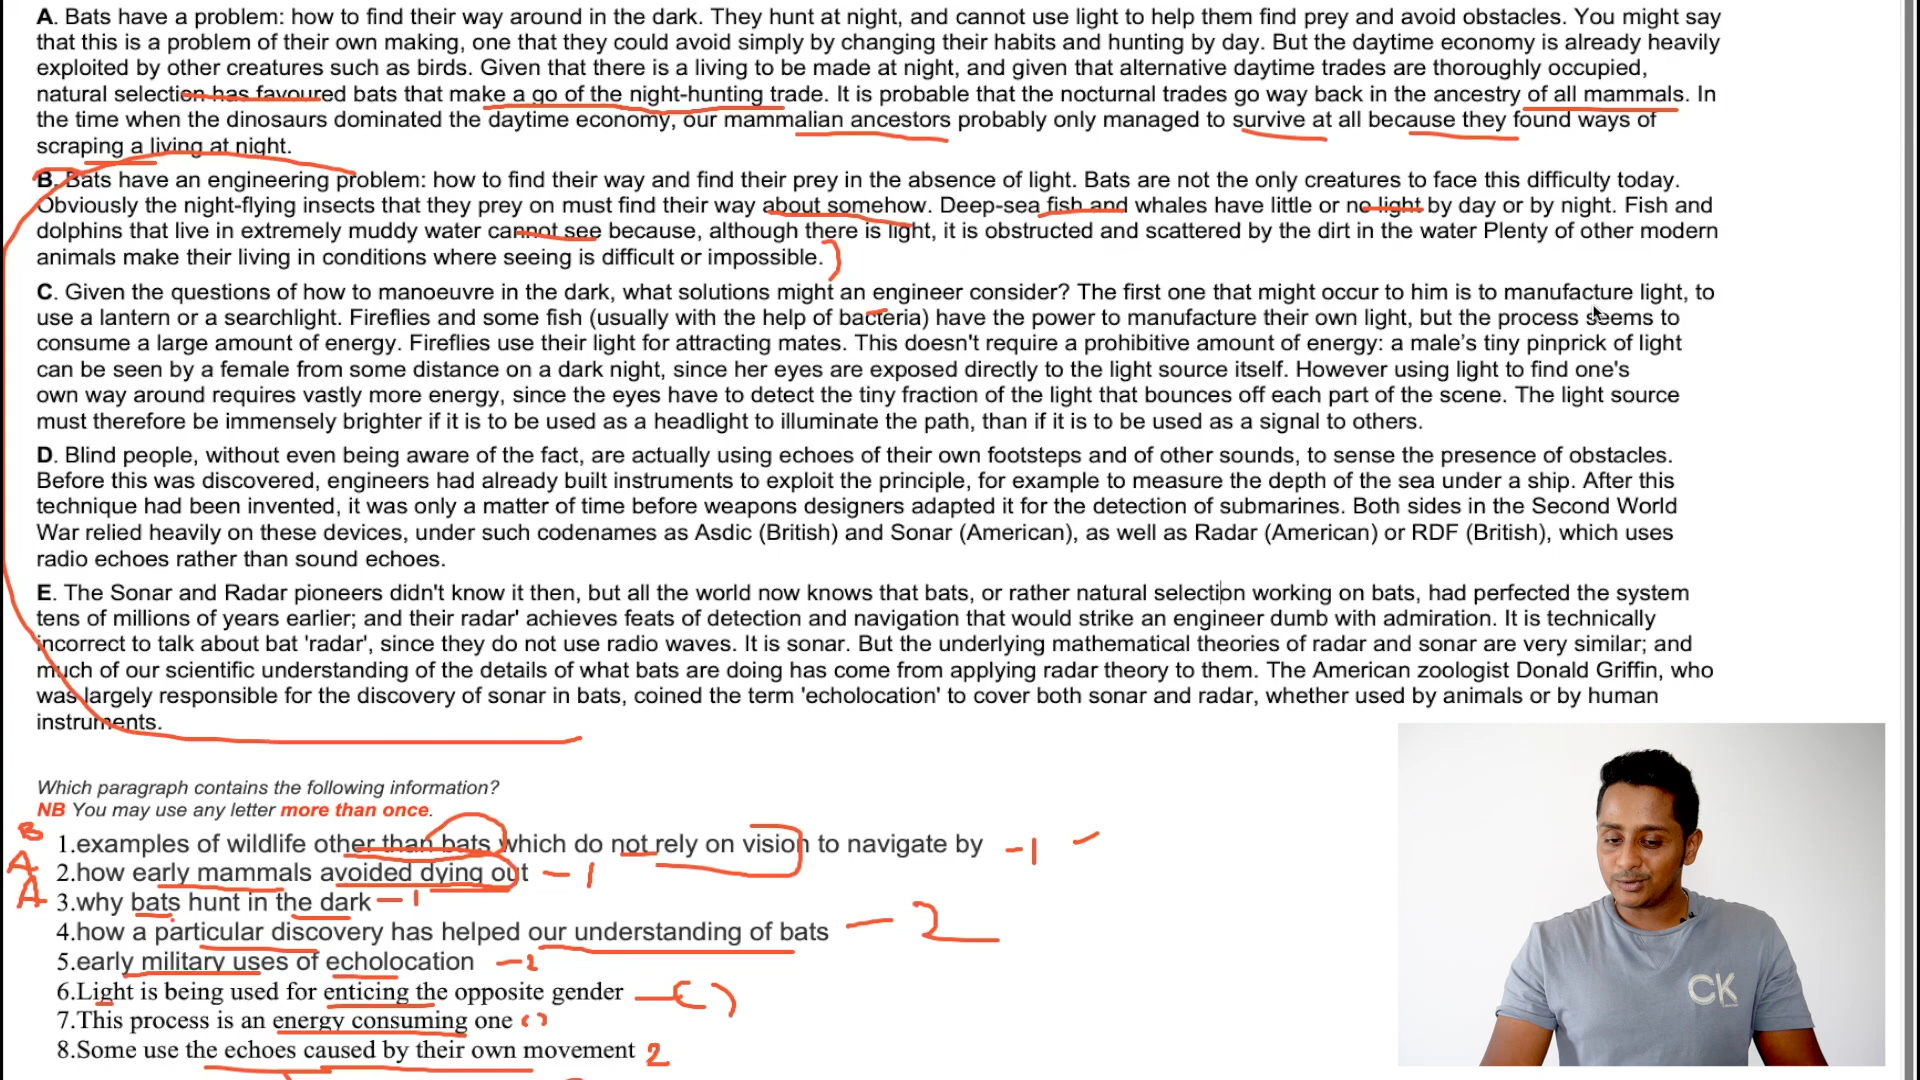 A. Bats have a problem: how to find their way around in the dark. They hunt at night, and cannot use light to help them find prey and avoid obstacles. You might say
that this is a problem of their own making, one that they could avoid simply by changing their habits and hunting by day. But the daytime economy is already heavily
exploited by other creatures such as birds. Given that there is a living to be made at night, and given that alternative daytime trades are thoroughly occupied,
natural selection has favoured bats that make a go of the night-hunting trade. It is probable that the nocturnal trades go way back in the ancestry of all mammals. In
the time when the dinosaurs dominated the daytime economy, our mammalian ancestors probably only managed to survive at all because they found ways of
scraping a living at night.
B. Bats have an engineering problem: how to find their way and find their prey in the absence of light. Bats are not the only creatures to face this difficulty today.
Obviously the night-flying insects that they prey on must find their way about somehow. Deep-sea fish and whales have little or no light by day or by night. Fish and
dolphins that live in extremely muddy water cannot see because, although there is light, it is obstructed and scattered by the dirt in the water Plenty of other modern
animals make their living in conditions where seeing is difficult or impossible.
C. Given the questions of how to manoeuvre in the dark, what solutions might an engineer consider? The first one that might occur to him is to manufacture light, to
use a lantern or a searchlight. Fireflies and some fish (usually with the help of bacteria) have the power to manufacture their own light, but the process seems to
consume a large amount of energy. Fireflies use their light for attracting mates. This doesn't require a prohibitive amount of energy: a male’s tiny pinprick of light
can be seen by a female from some distance on a dark night, since her eyes are exposed directly to the light source itself. However using light to find one's
own way around requires vastly more energy, since the eyes have to detect the tiny fraction of the light that bounces off each part of the scene. The light source
must therefore be immensely brighter if it is to be used as a headlight to illuminate the path, than if it is to be used as a signal to others.
D. Blind people, without even being aware of the fact, are actually using echoes of their own footsteps and of other sounds, to sense the presence of obstacles.
Before this was discovered, engineers had already built instruments to exploit the principle, for example to measure the depth of the sea under a ship. After this
technique had been invented, it was only a matter of time before weapons designers adapted it for the detection of submarines. Both sides in the Second World
War relied heavily on these devices, under such codenames as Asdic (British) and Sonar (American), as well as Radar (American) or RDF (British), which uses
radio echoes rather than sound echoes.
E. The Sonar and Radar pioneers didn't know it then, but all the world now knows that bats, or rather natural selection working on bats, had perfected the system
tens of millions of years earlier; and their radar' achieves feats of detection and navigation that would strike an engineer dumb with admiration. It is technically
incorrect to talk about bat 'radar', since they do not use radio waves. It is sonar. But the underlying mathematical theories of radar and sonar are very similar; and
much of our scientific understanding of the details of what bats are doing has come from applying radar theory to them. The American zoologist Donald Griffin, who
was largely responsible for the discovery of sonar in bats, coined the term 'echolocation' to cover both sonar and radar, whether used by animals or by human
instruments.
Which paragraph contains the following information?
NB You may use any letter more than once.
B 1.examples of wildlife other than bats which do not rely on vision to navigate by -1
A 2.how early mammals avoided dying out - 1
A 3.why bats hunt in the dark - 1
4.how a particular discovery has helped our understanding of bats - 2
5.early military uses of echolocation - 2
6.Light is being used for enticing the opposite gender - ( )
7.This process is an energy consuming one ( )
8.Some use the echoes caused by their own movement 2
CK